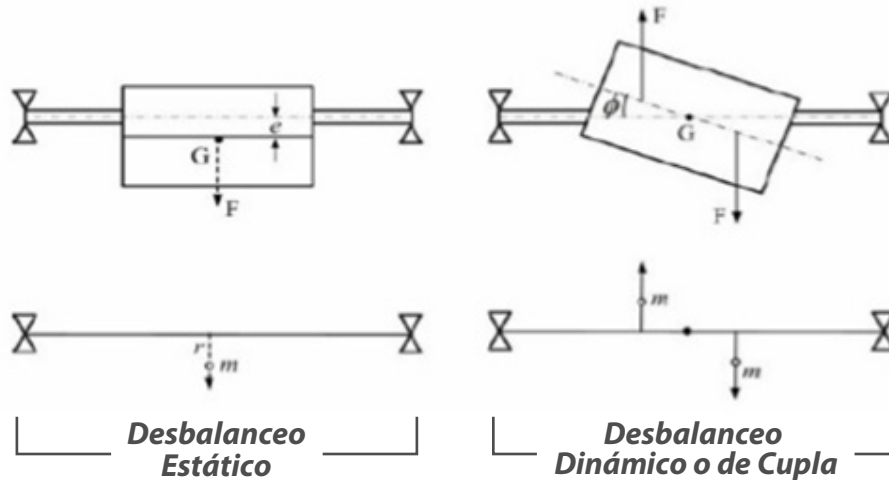 F
e
G
F
r
m
Desbalanceo
Estático
F
ϕ
G
F
m
m
Desbalanceo
Dinámico o de Cupla